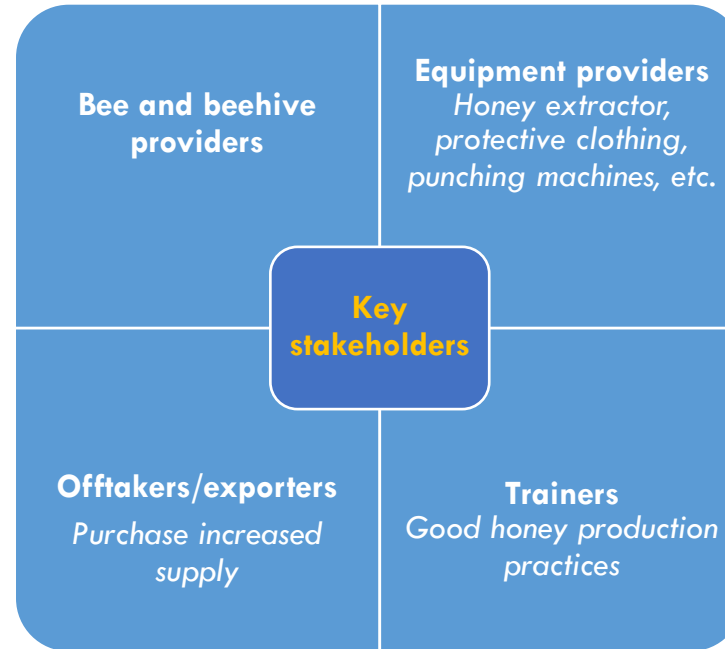 Bee and beehive
providers
Equipment providers
Honey extractor,
protective clothing,
punching machines, etc.
Key
stakeholders
Offtakers/exporters
Purchase increased
supply
Trainers
Good honey production
practices